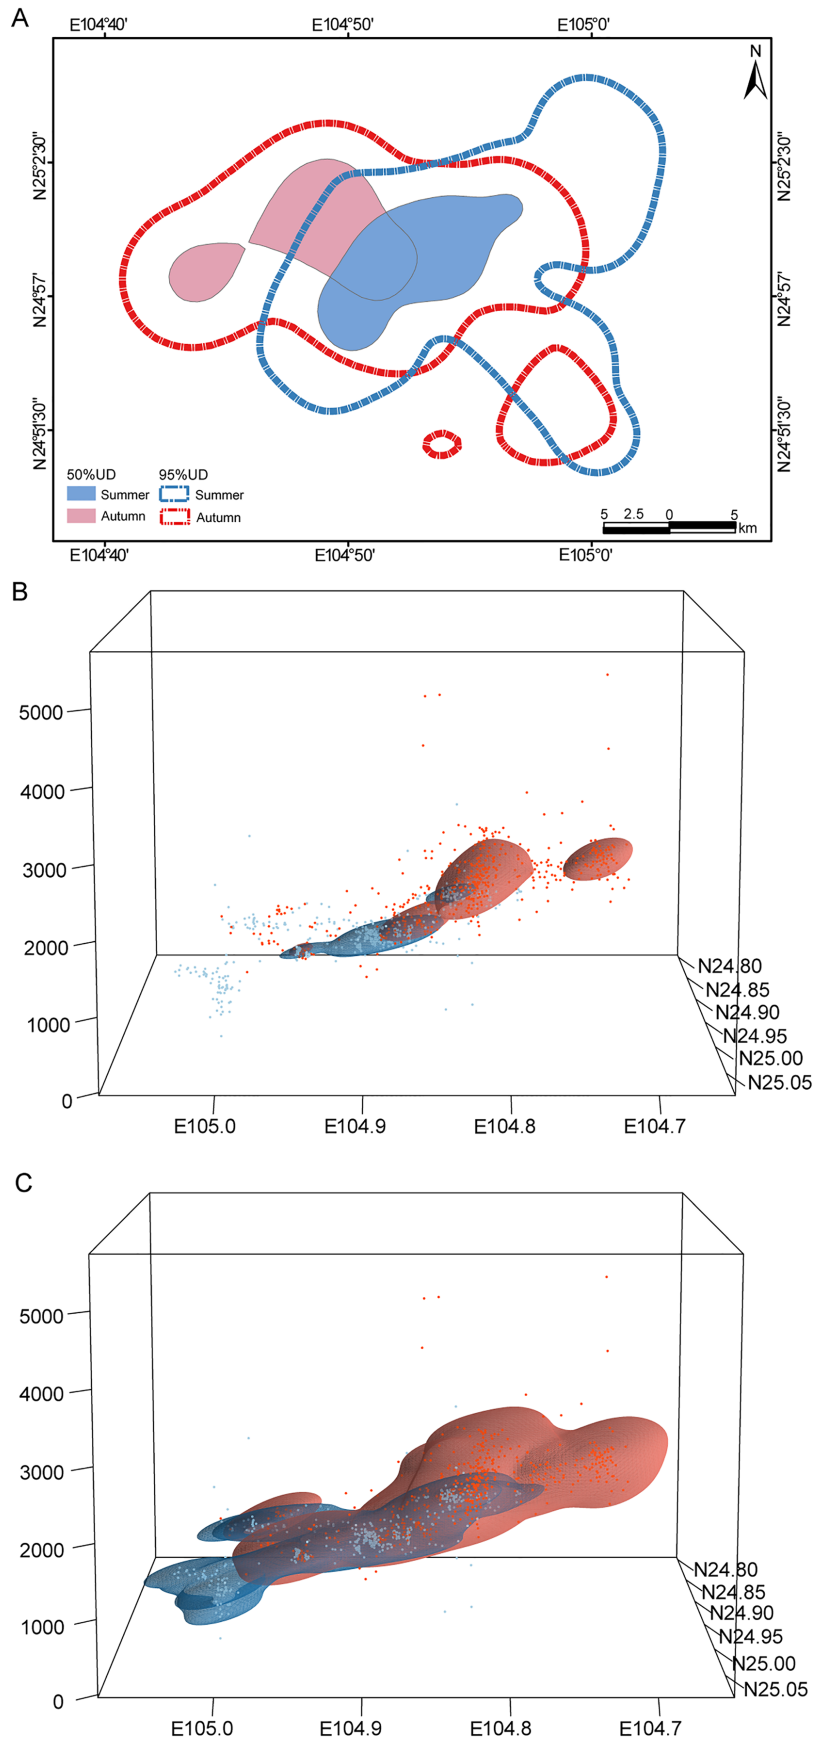 A
E104°40' E104°50' E105°0'
N
N25°2'30" N25°2'30"
N24°57' N24°57'
N24°51'30" N24°51'30"
50%UD 95%UD
Summer Summer
Autumn Autumn
5 2.5 0 5
km
E104°40' E104°50' E105°0'
B
5000
4000
3000
2000
1000
0
N24.80
N24.85
N24.90
N24.95
N25.00
N25.05
E105.0 E104.9 E104.8 E104.7
C
5000
4000
3000
2000
1000
0
N24.80
N24.85
N24.90
N24.95
N25.00
N25.05
E105.0 E104.9 E104.8 E104.7